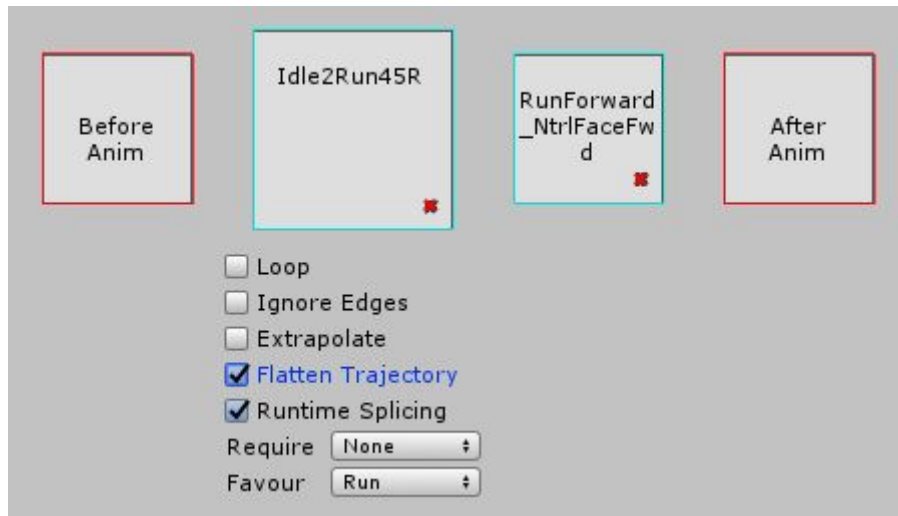 Before
Anim
Idle2Run45R
RunForward
_NtrlFaceFw
d
After
Anim
Loop
Ignore Edges
Extrapolate
Flatten Trajectory
Runtime Splicing
Require None
Favour Run